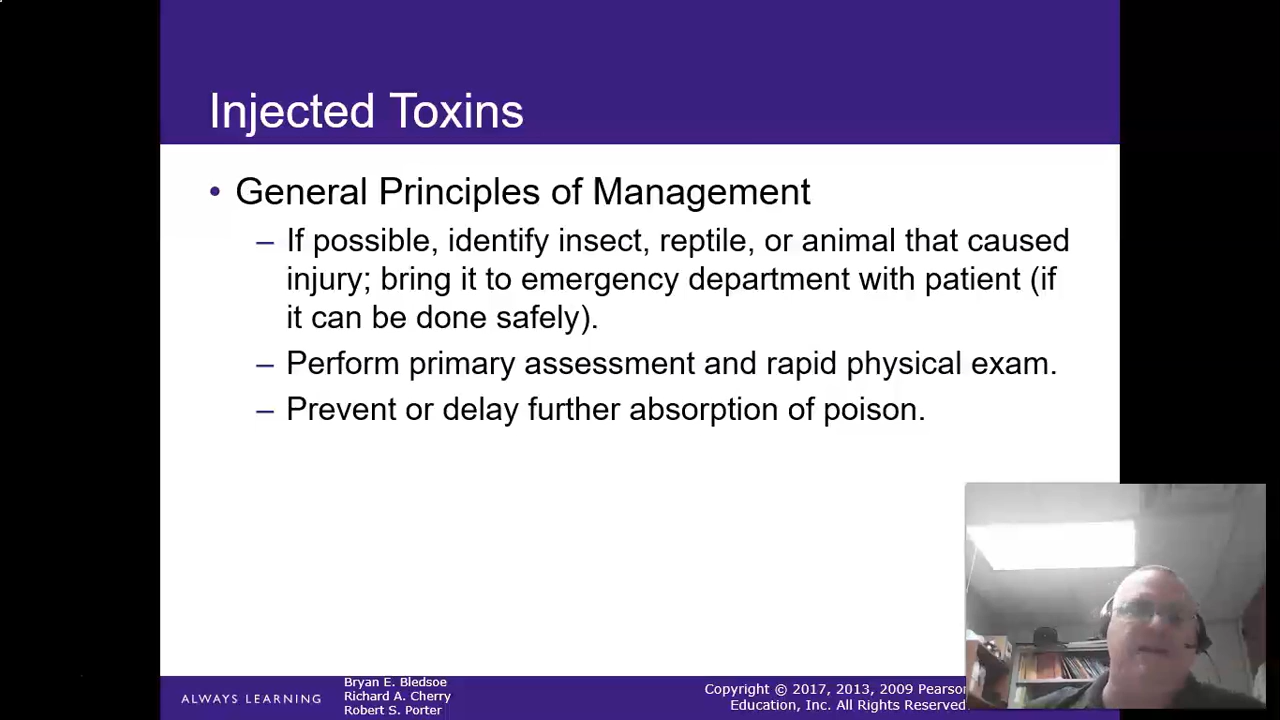 Injected Toxins
• General Principles of Management
– If possible, identify insect, reptile, or animal that caused
injury; bring it to emergency department with patient (if
it can be done safely).
– Perform primary assessment and rapid physical exam.
– Prevent or delay further absorption of poison.
ALWAYS LEARNING
Bryan E. Bledsoe
Richard A. Cherry
Robert S. Porter
Copyright © 2017, 2013, 2009 Pearson
Education, Inc. All Rights Reserved